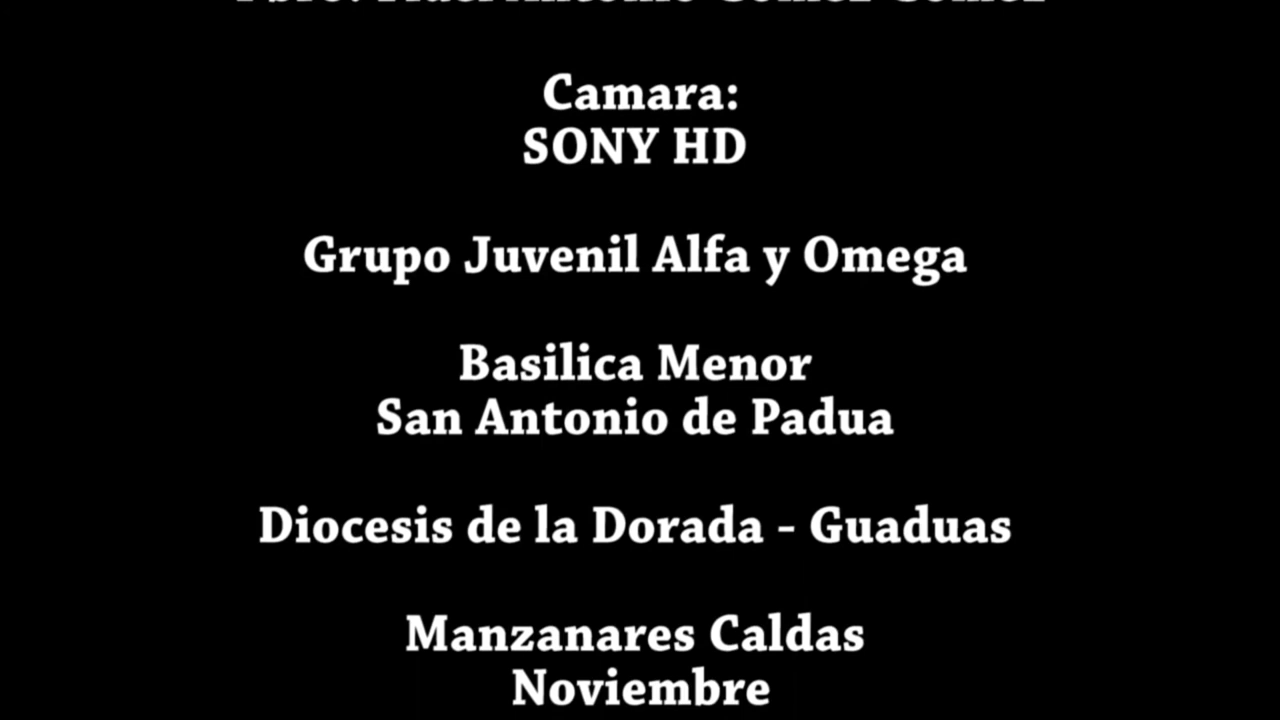 Camara:
SONY HD
Grupo Juvenil Alfa y Omega
Basilica Menor
San Antonio de Padua
Diocesis de la Dorada - Guaduas
Manzanares Caldas
Noviembre